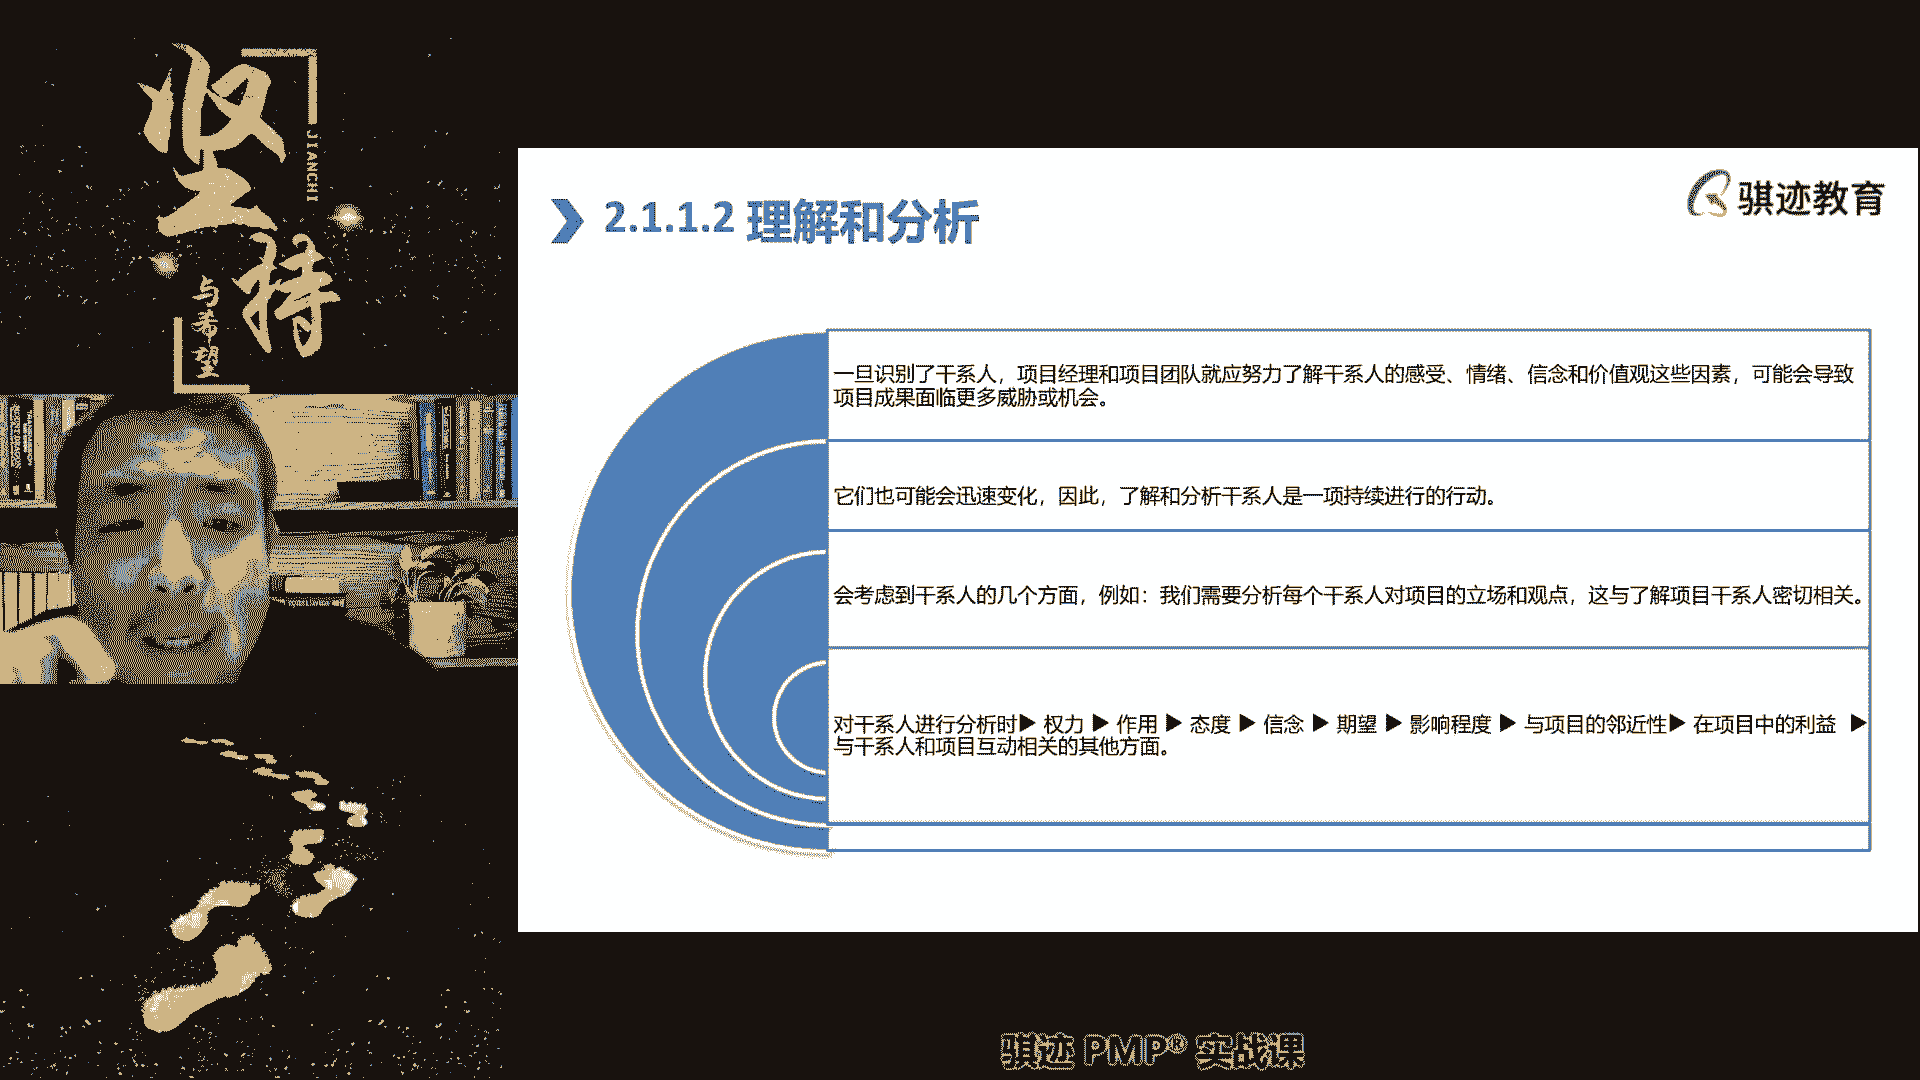 坚持
JIANCHI
与希望
骐迹教育
2.1.1.2 理解和分析
一旦识别了干系人，项目经理和项目团队就应努力了解干系人的感受、情绪、信念和价值观这些因素，可能会导致
项目成果面临更多威胁或机会。
它们也可能会迅速变化，因此，了解和分析干系人是一项持续进行的行动。
会考虑到干系人的几个方面，例如：我们需要分析每个干系人对项目的立场和观点，这与了解项目干系人密切相关。
对干系人进行分析时▶ 权力 ▶ 作用 ▶ 态度 ▶ 信念 ▶ 期望 ▶ 影响程度 ▶ 与项目的邻近性▶ 在项目中的利益 ▶
与干系人和项目互动相关的其他方面。
骐迹 PMP® 实战课